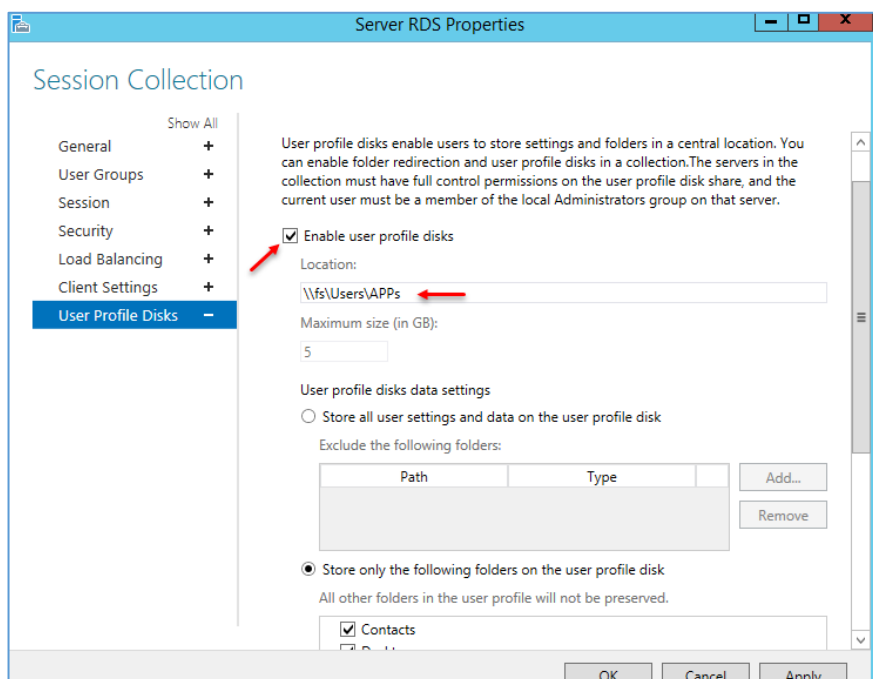 Server RDS Properties
Session Collection
Show All
General
User Groups
Session
Security
Load Balancing
Client Settings
User Profile Disks
User profile disks enable users to store settings and folders in a central location. You
can enable folder redirection and user profile disks in a collection.The servers in the
collection must have full control permissions on the user profile disk share, and the
current user must be a member of the local Administrators group on that server.
Enable user profile disks
Location:
\\fs\Users\APPs
Maximum size (in GB):
5
User profile disks data settings
Store all user settings and data on the user profile disk
Exclude the following folders:
Path Type
Add...
Remove
Store only the following folders on the user profile disk
All other folders in the user profile will not be preserved.
Contacts
OK Cancel Apply